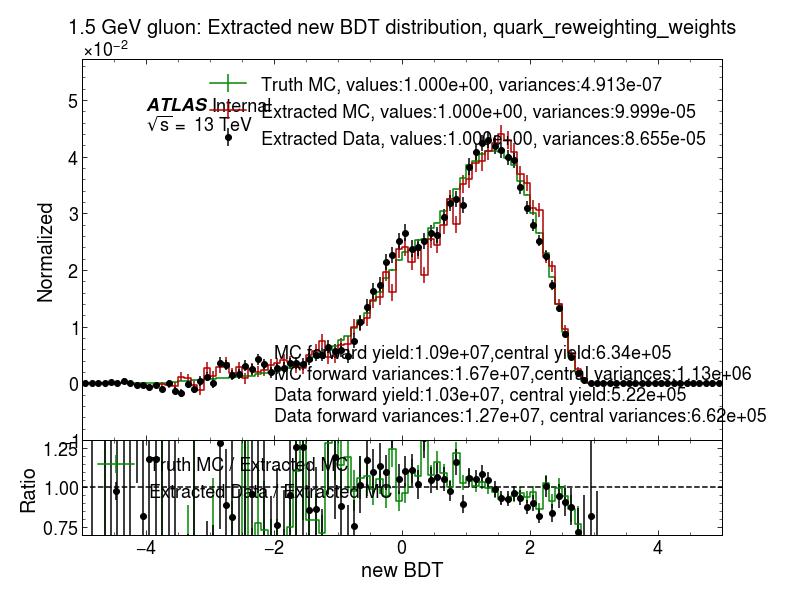 1.5 GeV gluon: Extracted new BDT distribution, quark_reweighting_weights
×10⁻²
Truth MC, values:1.000e+00, variances:4.913e-07
ATLAS Internal
Extracted MC, values:1.000e+00, variances:9.999e-05
√s = 13 TeV
Extracted Data, values:1.000e+00, variances:8.655e-05
Normalized
5
4
3
2
1
0
−1
MC forward yield:1.09e+07,central yield:6.34e+05
MC forward variances:1.67e+07,central variances:1.13e+06
Data forward yield:1.03e+07, central yield:5.22e+05
Data forward variances:1.27e+07, central variances:6.62e+05
Ratio
1.25
1.00
0.75
Truth MC / Extracted MC
Extracted Data / Extracted MC
−4 −2 0 2 4
new BDT